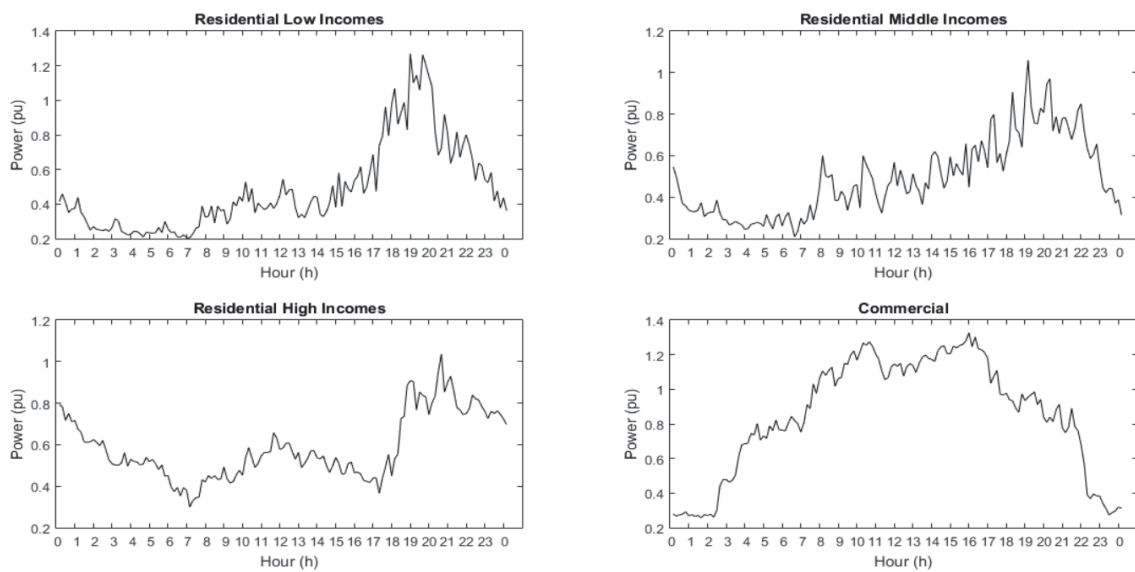 Residential Low Incomes
1.4
1.2
1
0.8
0.6
0.4
0.2
Power (pu)
0 1 2 3 4 5 6 7 8 9 10 11 12 13 14 15 16 17 18 19 20 21 22 23 0
Hour (h)
Residential Middle Incomes
1.2
1
0.8
0.6
0.4
0.2
Power (pu)
0 1 2 3 4 5 6 7 8 9 10 11 12 13 14 15 16 17 18 19 20 21 22 23 0
Hour (h)
Residential High Incomes
1.2
1
0.8
0.6
0.4
0.2
Power (pu)
0 1 2 3 4 5 6 7 8 9 10 11 12 13 14 15 16 17 18 19 20 21 22 23 0
Hour (h)
Commercial
1.4
1.2
1
0.8
0.6
0.4
0.2
Power (pu)
0 1 2 3 4 5 6 7 8 9 10 11 12 13 14 15 16 17 18 19 20 21 22 23 0
Hour (h)